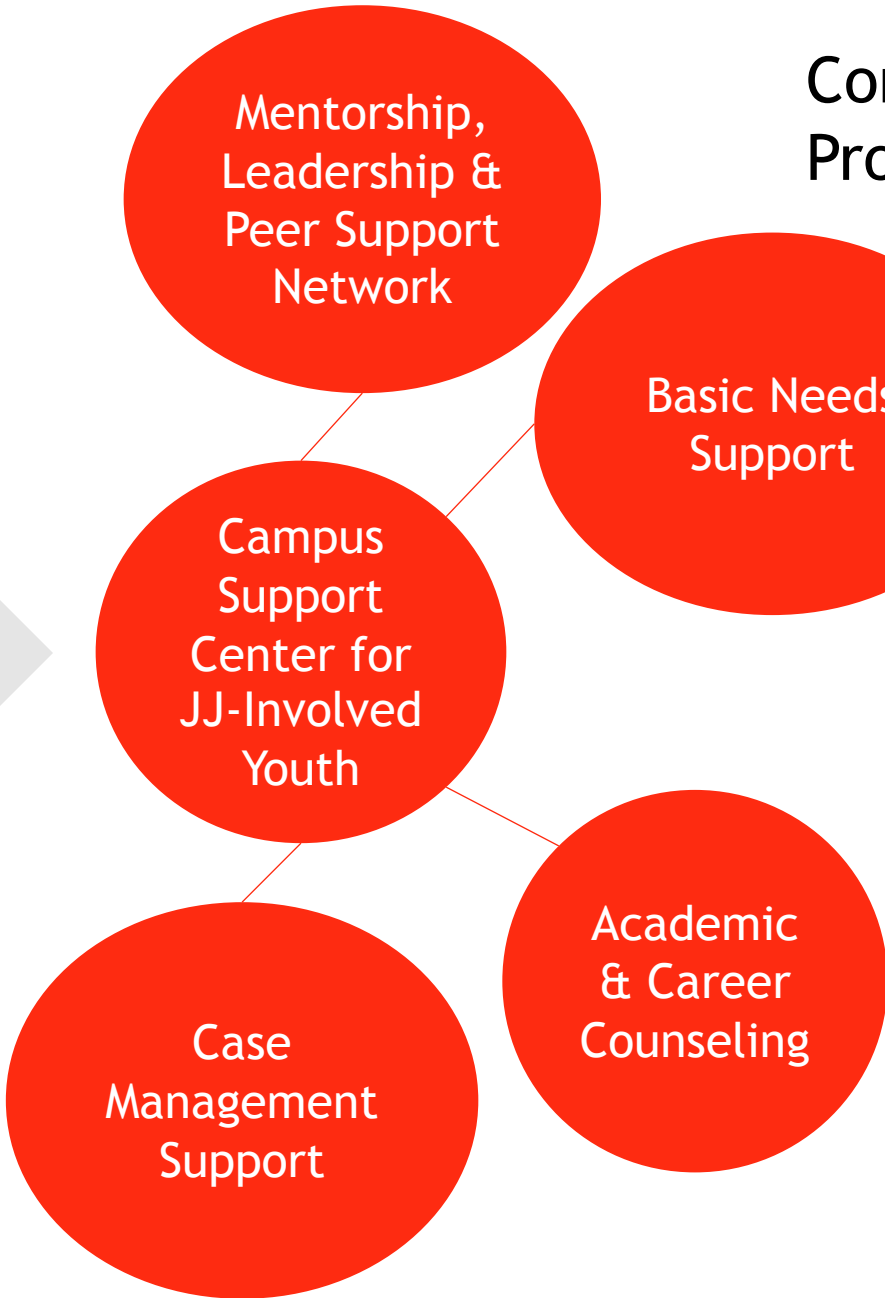 Mentorship,
Leadership &
Peer Support
Network
Basic Needs
Support
Campus
Support
Center for
JJ-Involved
Youth
Academic
& Career
Counseling
Case
Management
Support